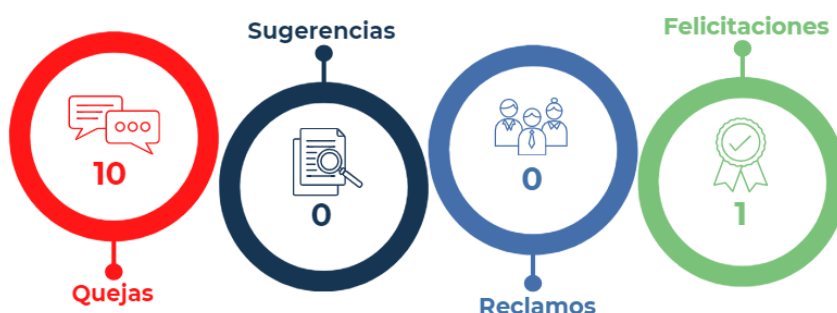 10
Quejas
Sugerencias
0
0
Reclamos
Felicitaciones
1